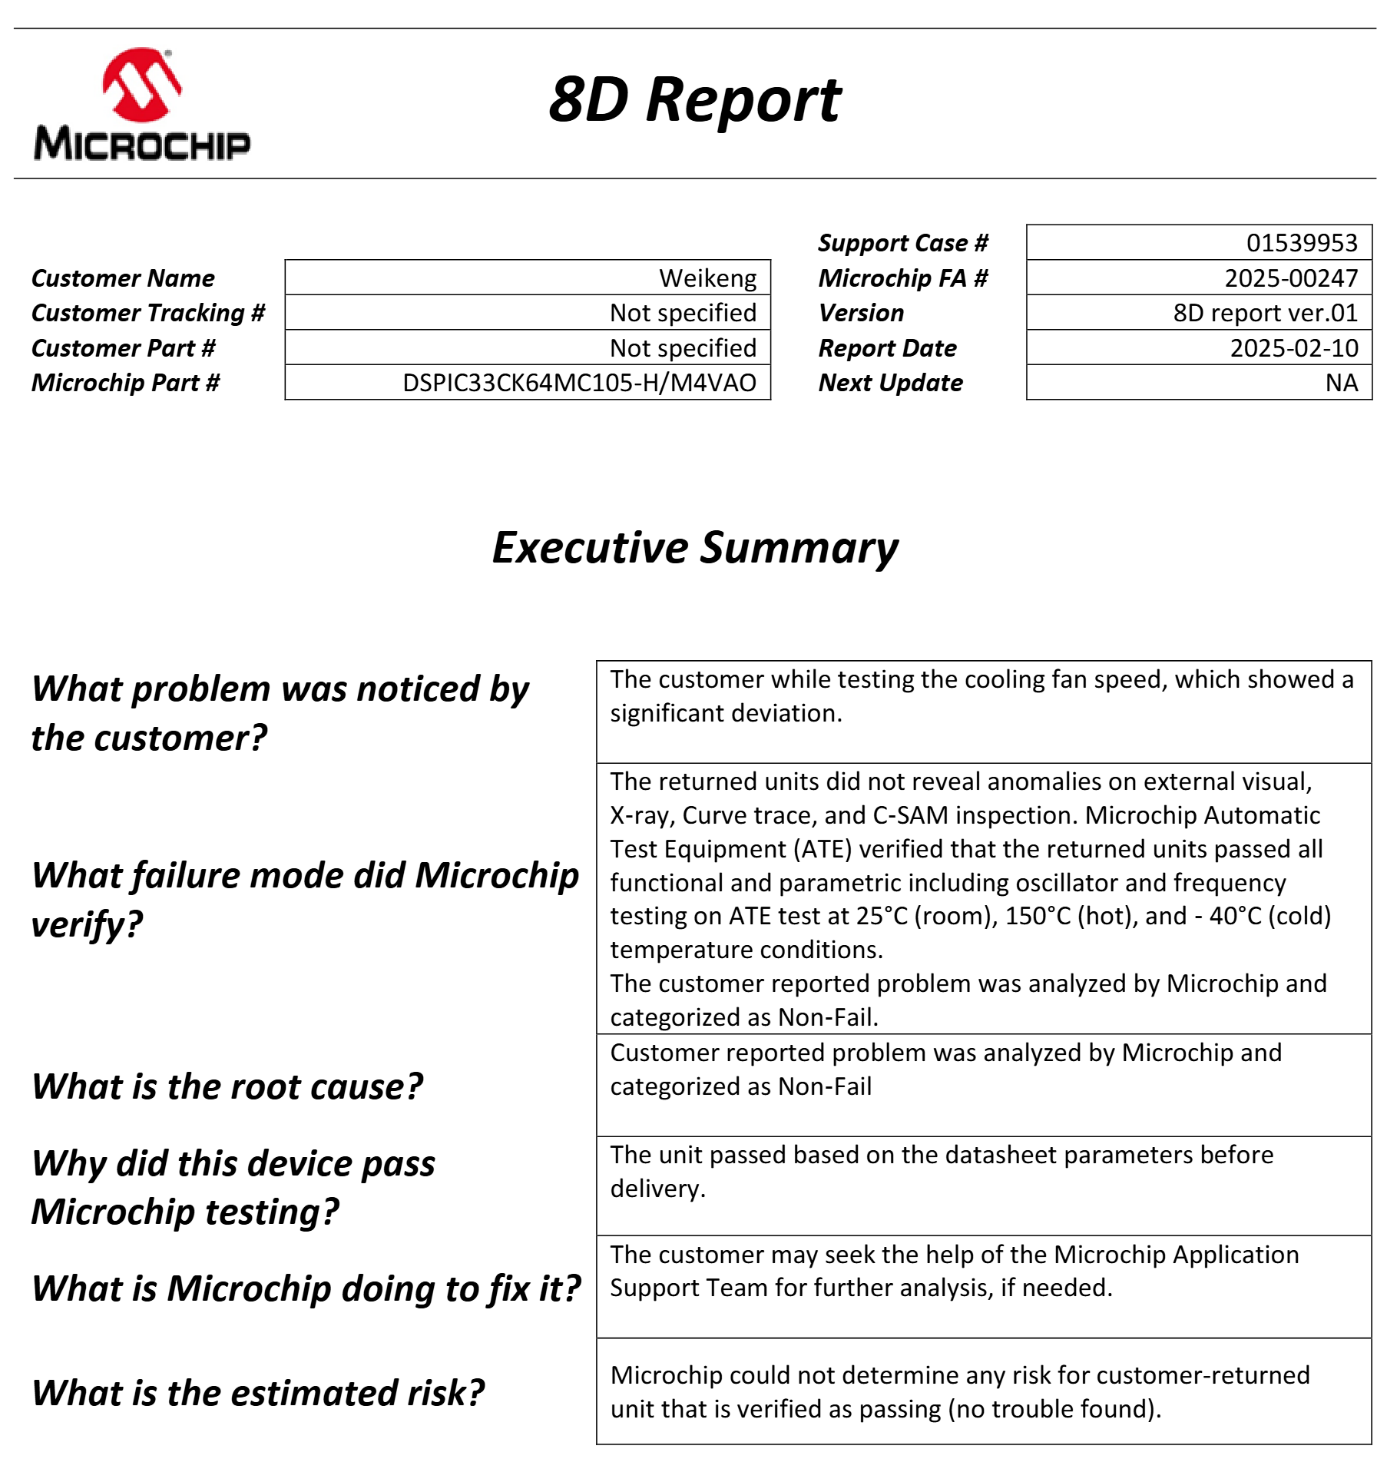 MICROCHIP
8D Report
Support Case # 01539953
Customer Name Weikeng Microchip FA # 2025-00247
Customer Tracking # Not specified Version 8D report ver.01
Customer Part # Not specified Report Date 2025-02-10
Microchip Part # DSPIC33CK64MC105-H/M4VAO Next Update NA
Executive Summary
What problem was noticed by
the customer?
The customer while testing the cooling fan speed, which showed a
significant deviation.
What failure mode did Microchip
verify?
The returned units did not reveal anomalies on external visual,
X-ray, Curve trace, and C-SAM inspection. Microchip Automatic
Test Equipment (ATE) verified that the returned units passed all
functional and parametric including oscillator and frequency
testing on ATE test at 25°C (room), 150°C (hot), and - 40°C (cold)
temperature conditions.
The customer reported problem was analyzed by Microchip and
categorized as Non-Fail.
What is the root cause?
Customer reported problem was analyzed by Microchip and
categorized as Non-Fail
Why did this device pass
Microchip testing?
The unit passed based on the datasheet parameters before
delivery.
What is Microchip doing to fix it?
The customer may seek the help of the Microchip Application
Support Team for further analysis, if needed.
What is the estimated risk?
Microchip could not determine any risk for customer-returned
unit that is verified as passing (no trouble found).